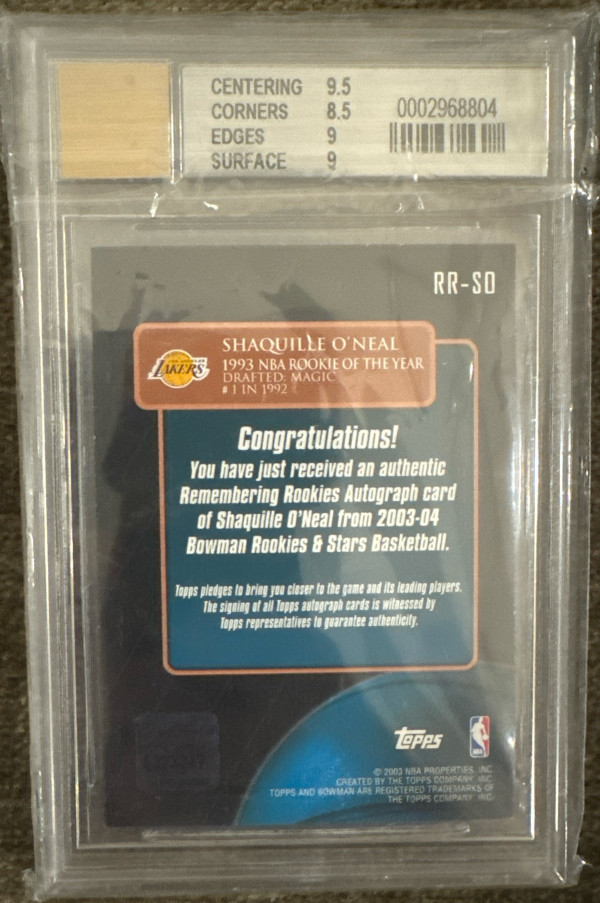 CENTERING 9.5
CORNERS 8.5
EDGES 9
SURFACE 9
0002968804
RR-SO
LAKERS
SHAQUILLE O'NEAL
1993 NBA ROOKIE OF THE YEAR
DRAFTED: MAGIC
# 1 IN 1992
Congratulations!
You have just received an authentic
Remembering Rookies Autograph card
of Shaquille O'Neal from 2003-04
Bowman Rookies & Stars Basketball.
Topps pledges to bring you closer to the game and its leading players.
The signing of all Topps autograph cards is witnessed by
Topps representatives to guarantee authenticity.
topps
NBA
© 2003 NBA PROPERTIES, INC.
CREATED BY THE TOPPS COMPANY, INC.
TOPPS AND BOWMAN ARE REGISTERED TRADEMARKS OF
THE TOPPS COMPANY, INC.